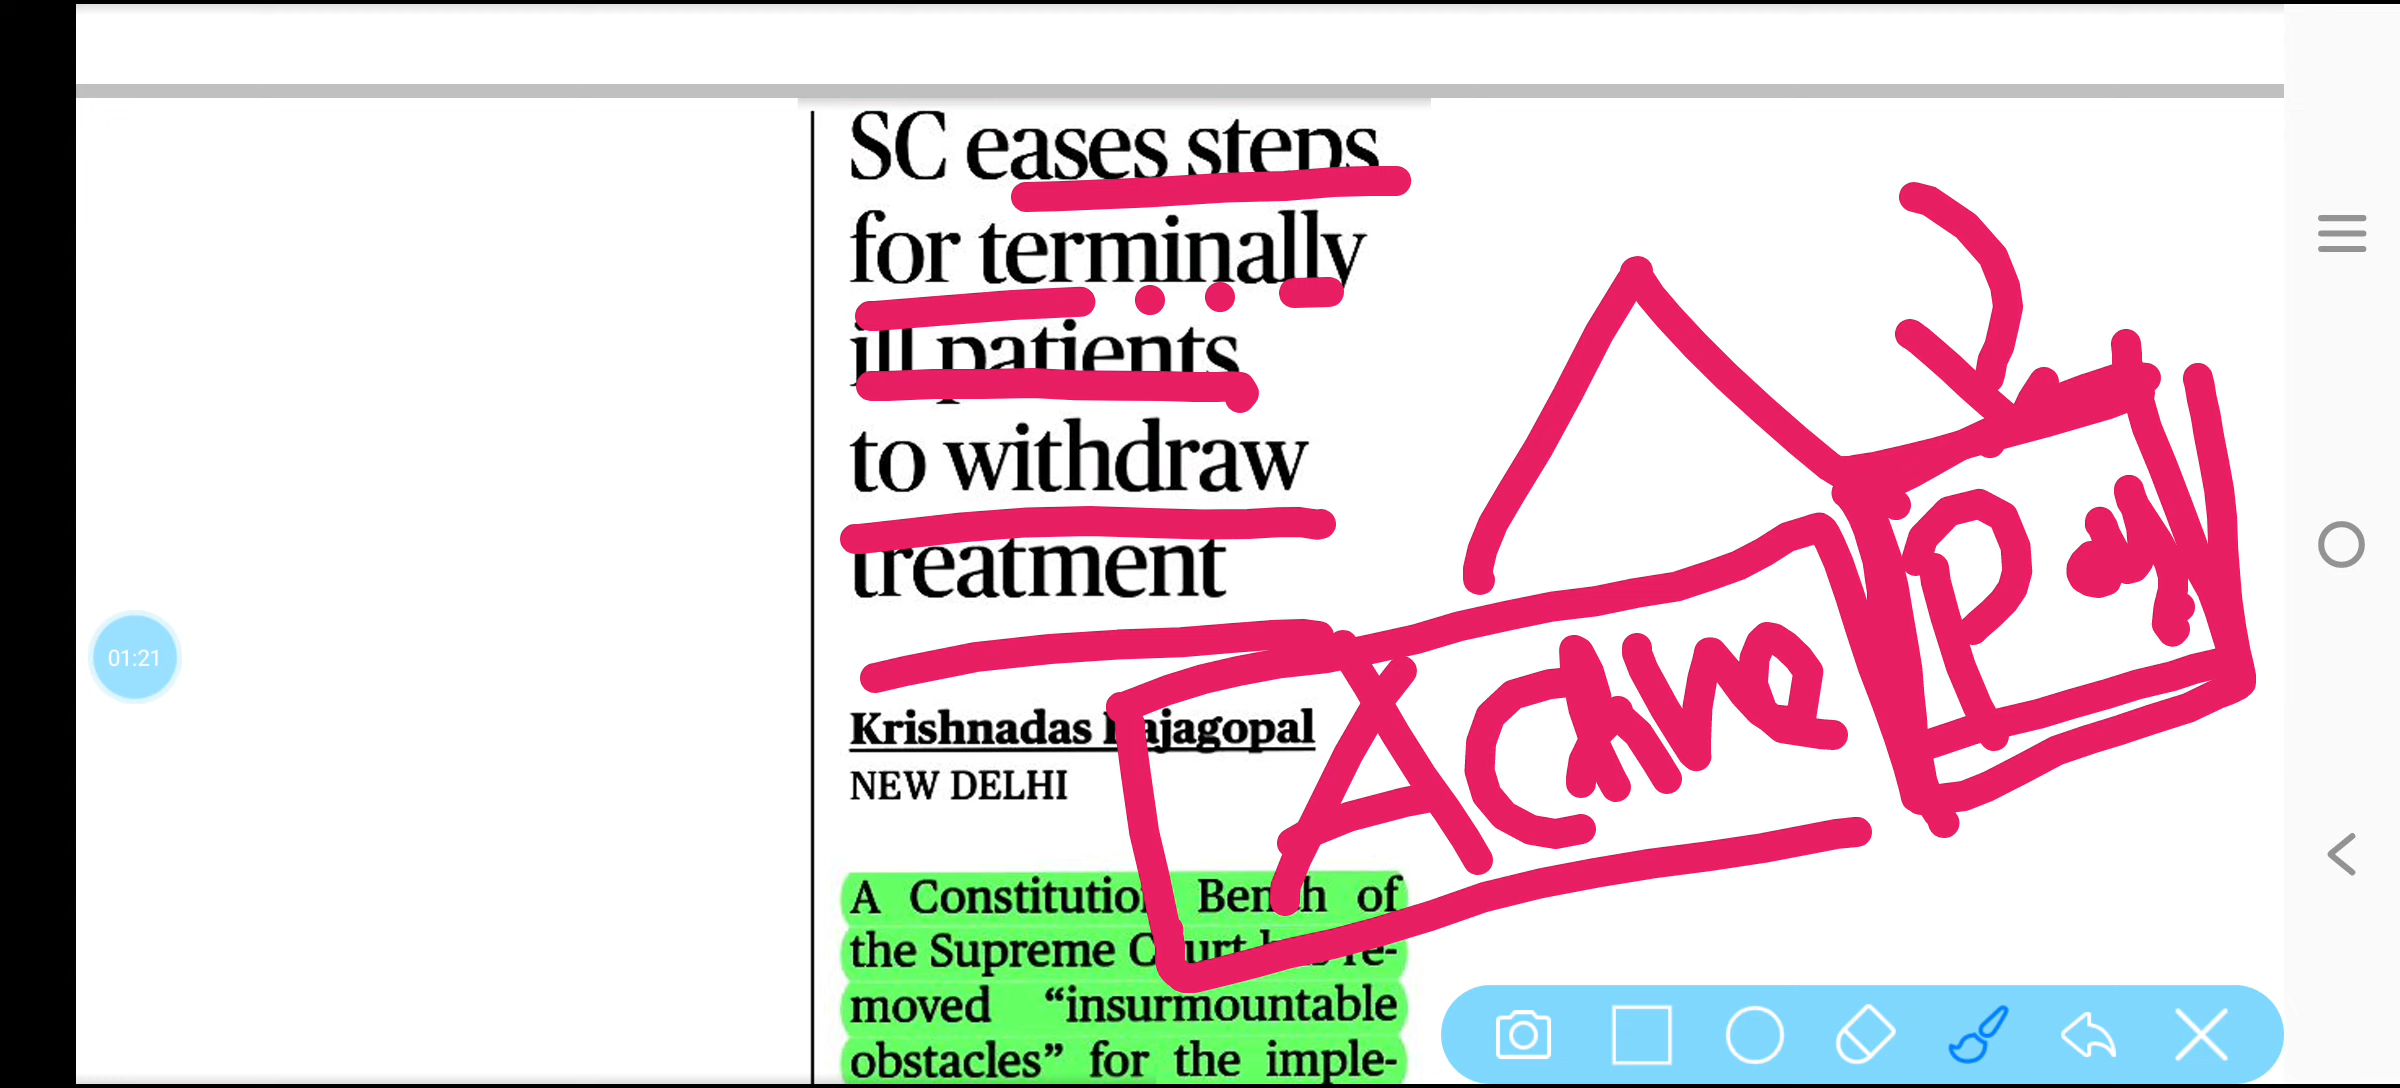 SC eases steps
for terminally
ill patients
to withdraw
treatment
Krishnadas Rajagopal
NEW DELHI
A Constitution Bench of
the Supreme Court has re-
moved “insurmountable
obstacles” for the imple-
Active
01:21